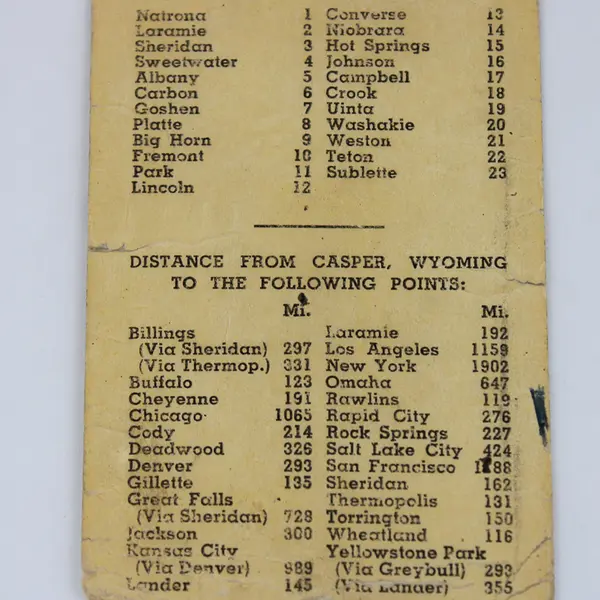 Natrona 1 Converse 13
Laramie 2 Niobrara 14
Sheridan 3 Hot Springs 15
Sweetwater 4 Johnson 16
Albany 5 Campbell 17
Carbon 6 Crook 18
Goshen 7 Uinta 19
Platte 8 Washakie 20
Big Horn 9 Weston 21
Fremont 10 Teton 22
Park 11 Sublette 23
Lincoln 12
DISTANCE FROM CASPER, WYOMING
TO THE FOLLOWING POINTS:
Mi. Mi.
Billings Laramie 192
(Via Sheridan) 297 Los Angeles 1159
(Via Thermop.) 331 New York 1902
Buffalo 123 Omaha 647
Cheyenne 191 Rawlins 119
Chicago 1065 Rapid City 276
Cody 214 Rock Springs 227
Deadwood 326 Salt Lake City 424
Denver 293 San Francisco
Gillette 135 Sheridan 162
Great Falls Thermopolis 131
(Via Sheridan) 728 Torrington 150
Jackson 300 Wheatland 116
Kansas City Yellowstone Park
(Via Denver) 989 (Via Greybull) 293
Lander 145 (Via Lander) 355